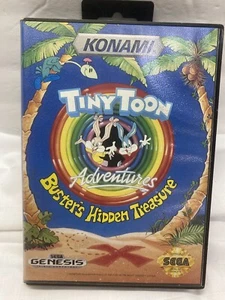 KONAMI
TINY TOON
Adventures
BUSTER'S HIDDEN TREASURE
GENESIS
SEGA